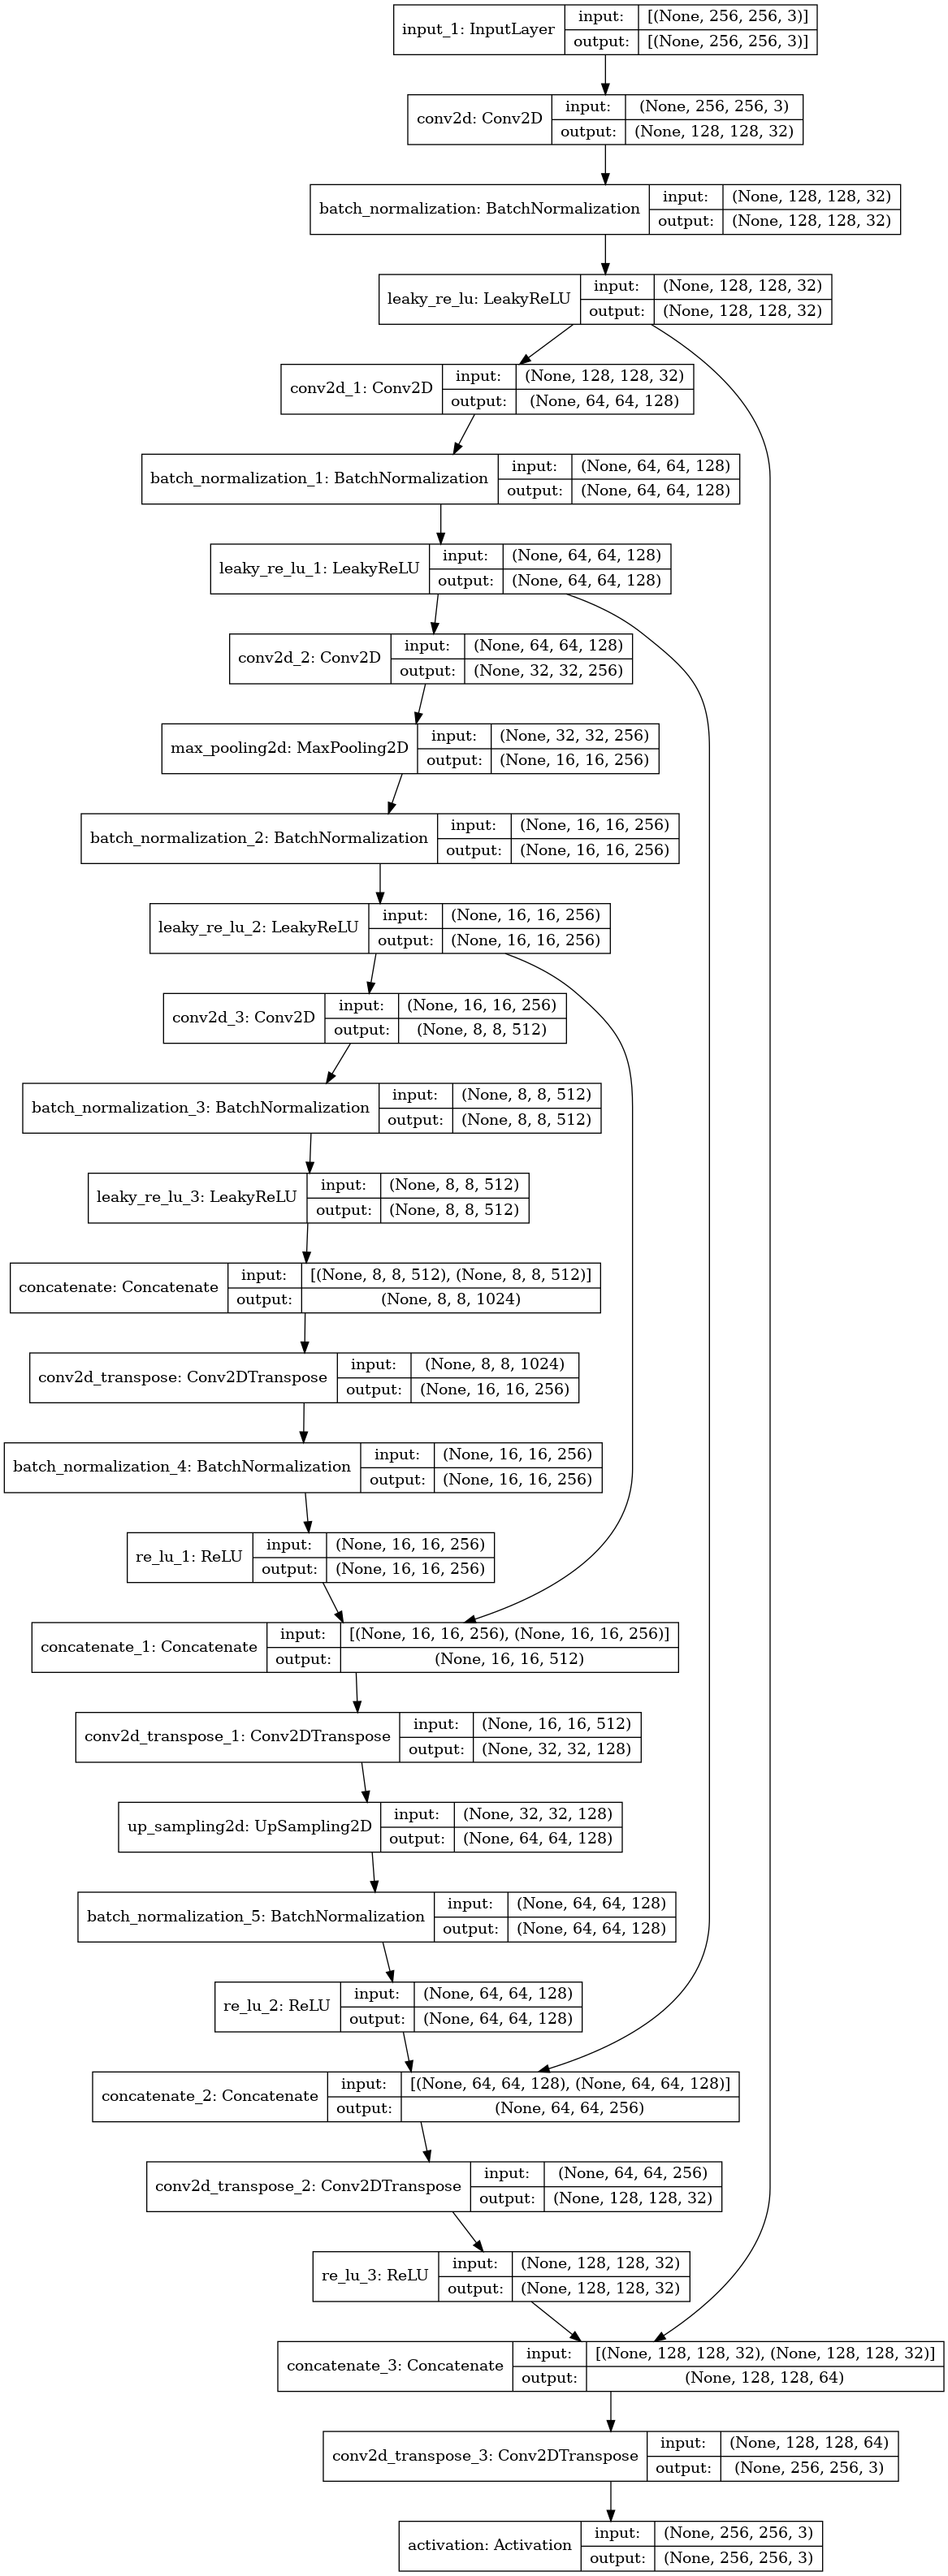 input_1: InputLayer
input: [(None, 256, 256, 3)]
output: [(None, 256, 256, 3)]
conv2d: Conv2D
input: (None, 256, 256, 3)
output: (None, 128, 128, 32)
batch_normalization: BatchNormalization
input: (None, 128, 128, 32)
output: (None, 128, 128, 32)
leaky_re_lu: LeakyReLU
input: (None, 128, 128, 32)
output: (None, 128, 128, 32)
conv2d_1: Conv2D
input: (None, 128, 128, 32)
output: (None, 64, 64, 128)
batch_normalization_1: BatchNormalization
input: (None, 64, 64, 128)
output: (None, 64, 64, 128)
leaky_re_lu_1: LeakyReLU
input: (None, 64, 64, 128)
output: (None, 64, 64, 128)
conv2d_2: Conv2D
input: (None, 64, 64, 128)
output: (None, 32, 32, 256)
max_pooling2d: MaxPooling2D
input: (None, 32, 32, 256)
output: (None, 16, 16, 256)
batch_normalization_2: BatchNormalization
input: (None, 16, 16, 256)
output: (None, 16, 16, 256)
leaky_re_lu_2: LeakyReLU
input: (None, 16, 16, 256)
output: (None, 16, 16, 256)
conv2d_3: Conv2D
input: (None, 16, 16, 256)
output: (None, 8, 8, 512)
batch_normalization_3: BatchNormalization
input: (None, 8, 8, 512)
output: (None, 8, 8, 512)
leaky_re_lu_3: LeakyReLU
input: (None, 8, 8, 512)
output: (None, 8, 8, 512)
concatenate: Concatenate
input: [(None, 8, 8, 512), (None, 8, 8, 512)]
output: (None, 8, 8, 1024)
conv2d_transpose: Conv2DTranspose
input: (None, 8, 8, 1024)
output: (None, 16, 16, 256)
batch_normalization_4: BatchNormalization
input: (None, 16, 16, 256)
output: (None, 16, 16, 256)
re_lu_1: ReLU
input: (None, 16, 16, 256)
output: (None, 16, 16, 256)
concatenate_1: Concatenate
input: [(None, 16, 16, 256), (None, 16, 16, 256)]
output: (None, 16, 16, 512)
conv2d_transpose_1: Conv2DTranspose
input: (None, 16, 16, 512)
output: (None, 32, 32, 128)
up_sampling2d: UpSampling2D
input: (None, 32, 32, 128)
output: (None, 64, 64, 128)
batch_normalization_5: BatchNormalization
input: (None, 64, 64, 128)
output: (None, 64, 64, 128)
re_lu_2: ReLU
input: (None, 64, 64, 128)
output: (None, 64, 64, 128)
concatenate_2: Concatenate
input: [(None, 64, 64, 128), (None, 64, 64, 128)]
output: (None, 64, 64, 256)
conv2d_transpose_2: Conv2DTranspose
input: (None, 64, 64, 256)
output: (None, 128, 128, 32)
re_lu_3: ReLU
input: (None, 128, 128, 32)
output: (None, 128, 128, 32)
concatenate_3: Concatenate
input: [(None, 128, 128, 32), (None, 128, 128, 32)]
output: (None, 128, 128, 64)
conv2d_transpose_3: Conv2DTranspose
input: (None, 128, 128, 64)
output: (None, 256, 256, 3)
activation: Activation
input: (None, 256, 256, 3)
output: (None, 256, 256, 3)